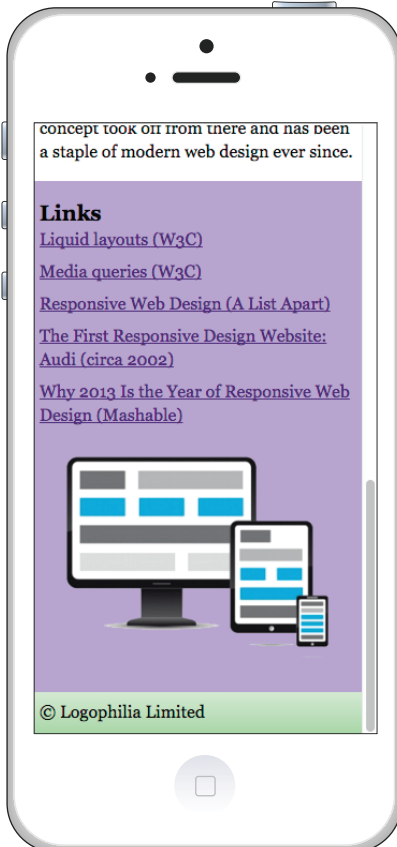 concept took off from there and has been
a staple of modern web design ever since.
Links
Liquid layouts (W3C)
Media queries (W3C)
Responsive Web Design (A List Apart)
The First Responsive Design Website:
Audi (circa 2002)
Why 2013 Is the Year of Responsive Web
Design (Mashable)
© Logophilia Limited